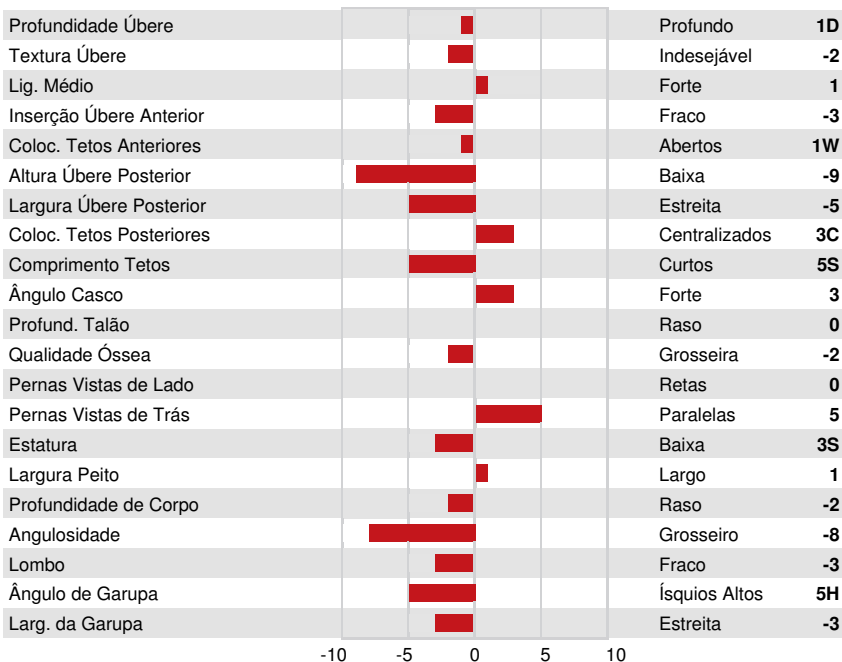 Profundidade Úbere Profundo 1D
Textura Úbere Indesejável -2
Lig. Médio Forte 1
Inserção Úbere Anterior Fraco -3
Coloc. Tetos Anteriores Abertos 1W
Altura Úbere Posterior Baixa -9
Largura Úbere Posterior Estreita -5
Coloc. Tetos Posteriores Centralizados 3C
Comprimento Tetos Curtos 5S
Ângulo Casco Forte 3
Profund. Talão Raso 0
Qualidade Óssea Grosseira -2
Pernas Vistas de Lado Retas 0
Pernas Vistas de Trás Paralelas 5
Estatura Baixa 3S
Largura Peito Largo 1
Profundidade de Corpo Raso -2
Angulosidade Grosseiro -8
Lombo Fraco -3
Ângulo de Garupa Ísquios Altos 5H
Larg. da Garupa Estreita -3
-10 -5 0 5 10